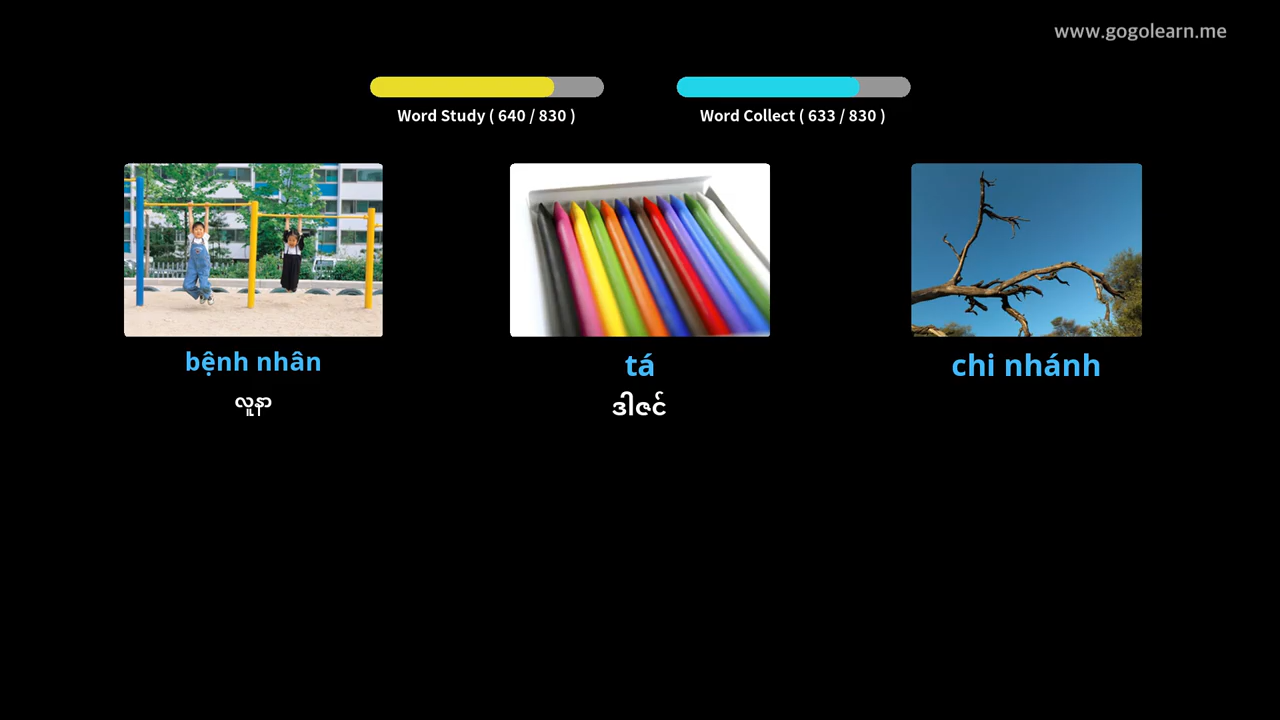 www.gogolearn.me
Word Study ( 640 / 830 )
Word Collect ( 633 / 830 )
bệnh nhân
လူနာ
tá
ဒါဇင်
chi nhánh